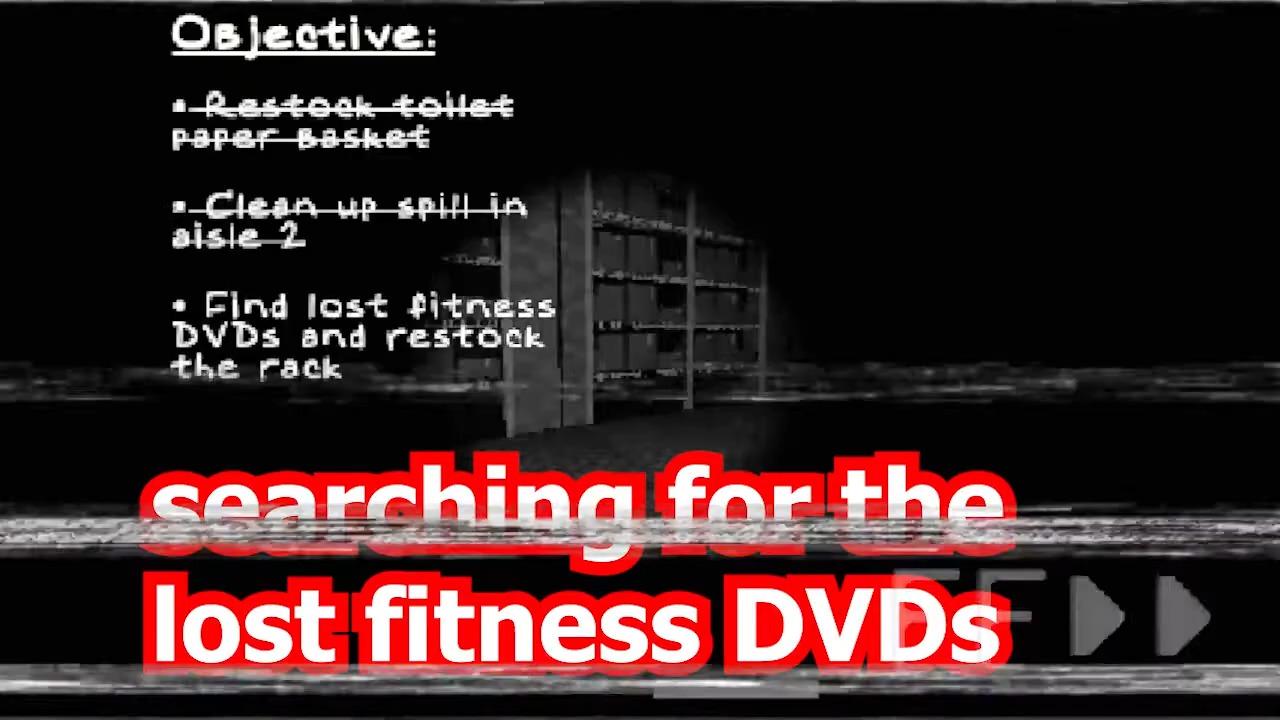 Objective:
• Restock toilet
paper basket
• Clean up spill in
aisle 2
• Find lost fitness
DVDs and restock
the rack
searching for the
lost fitness DVDs
FF